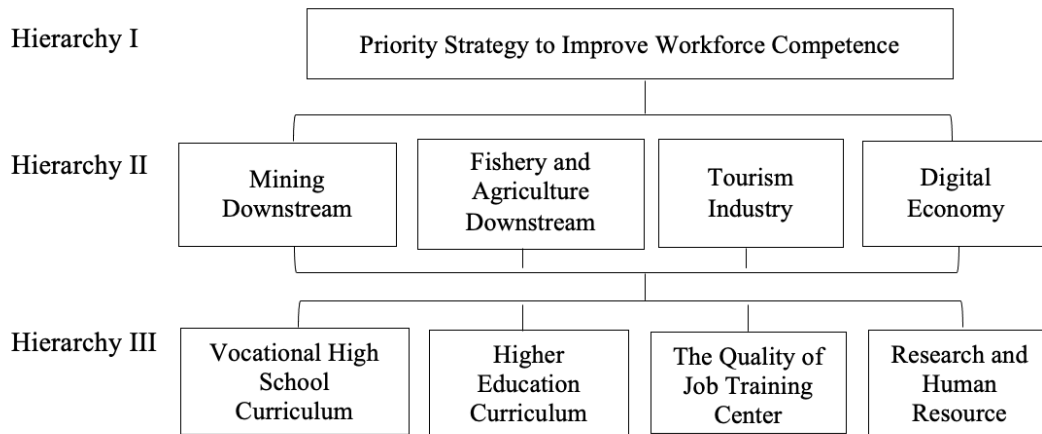 Hierarchy I
Priority Strategy to Improve Workforce Competence
Hierarchy II
Mining
Downstream
Fishery and
Agriculture
Downstream
Tourism
Industry
Digital
Economy
Hierarchy III
Vocational High
School
Curriculum
Higher
Education
Curriculum
The Quality of
Job Training
Center
Research and
Human
Resource